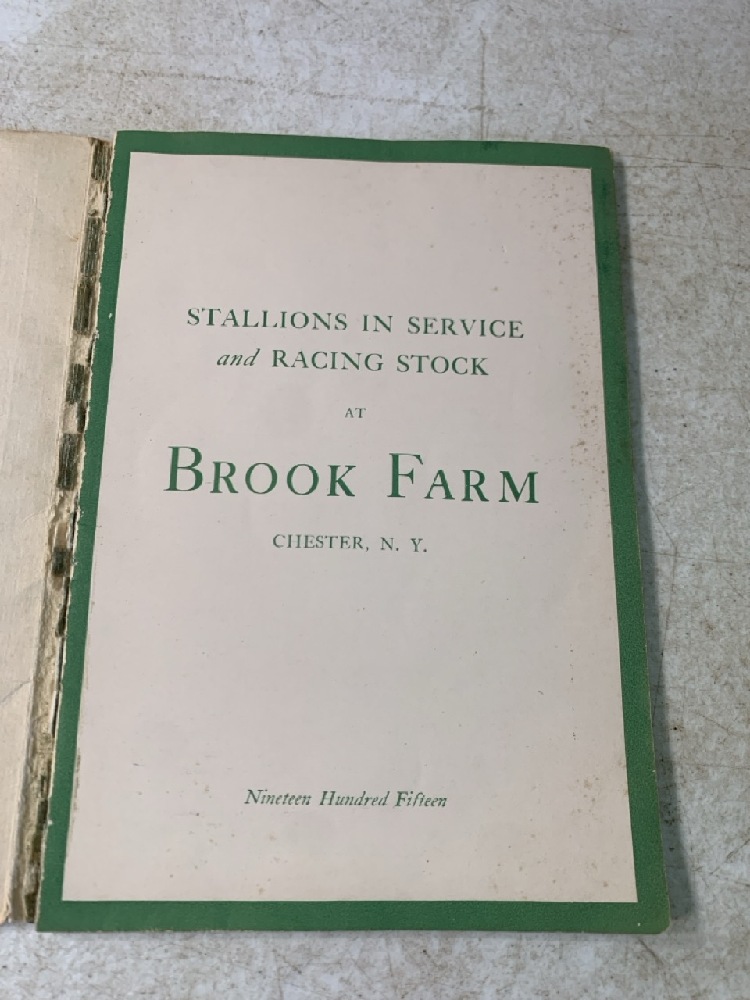 STALLIONS IN SERVICE
and RACING STOCK
AT
BROOK FARM
CHESTER, N. Y.
Nineteen Hundred Fifteen